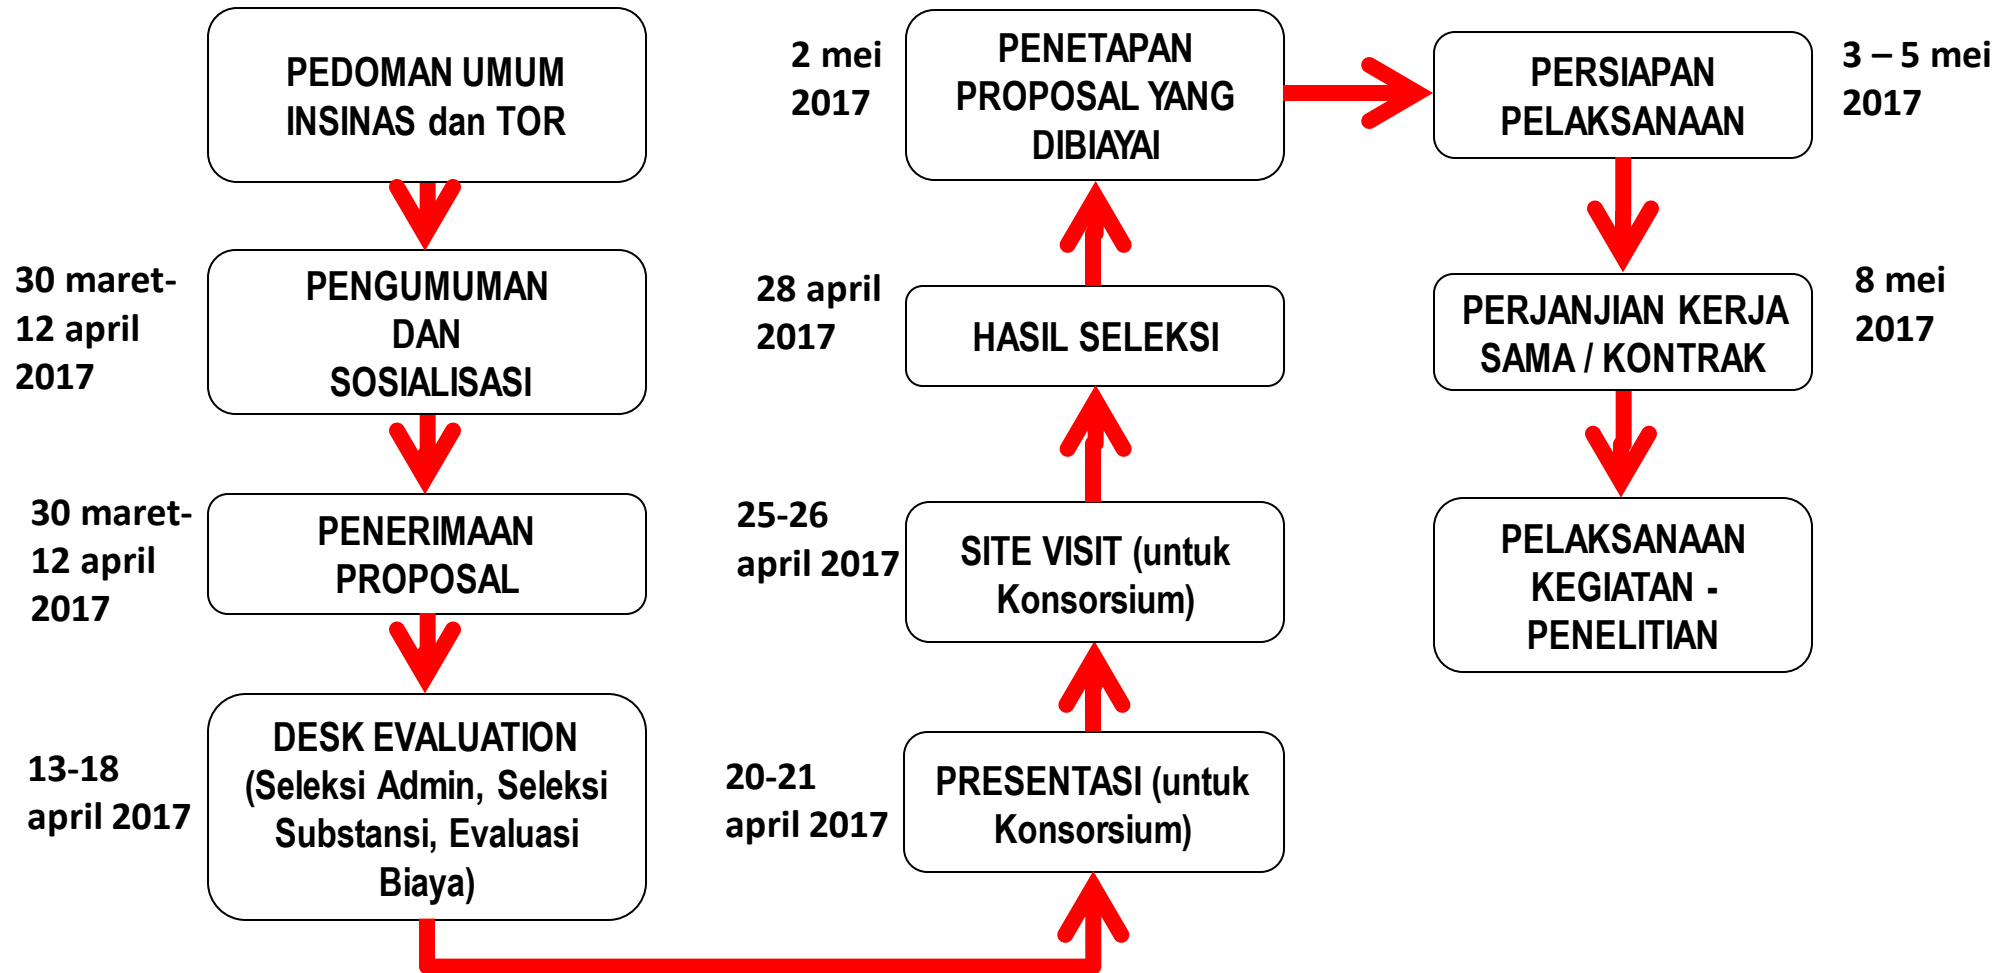 PEDOMAN UMUM
INSINAS dan TOR
30 maret-
12 april
2017
PENGUMUMAN
DAN
SOSIALISASI
30 maret-
12 april
2017
PENERIMAAN
PROPOSAL
13-18
april 2017
DESK EVALUATION
(Seleksi Admin, Seleksi
Substansi, Evaluasi
Biaya)
20-21
april 2017
PRESENTASI (untuk
Konsorsium)
25-26
april 2017
SITE VISIT (untuk
Konsorsium)
28 april
2017
HASIL SELEKSI
2 mei
2017
PENETAPAN
PROPOSAL YANG
DIBIAYAI
PERSIAPAN
PELAKSANAAN
3 – 5 mei
2017
PERJANJIAN KERJA
SAMA / KONTRAK
8 mei
2017
PELAKSANAAN
KEGIATAN -
PENELITIAN